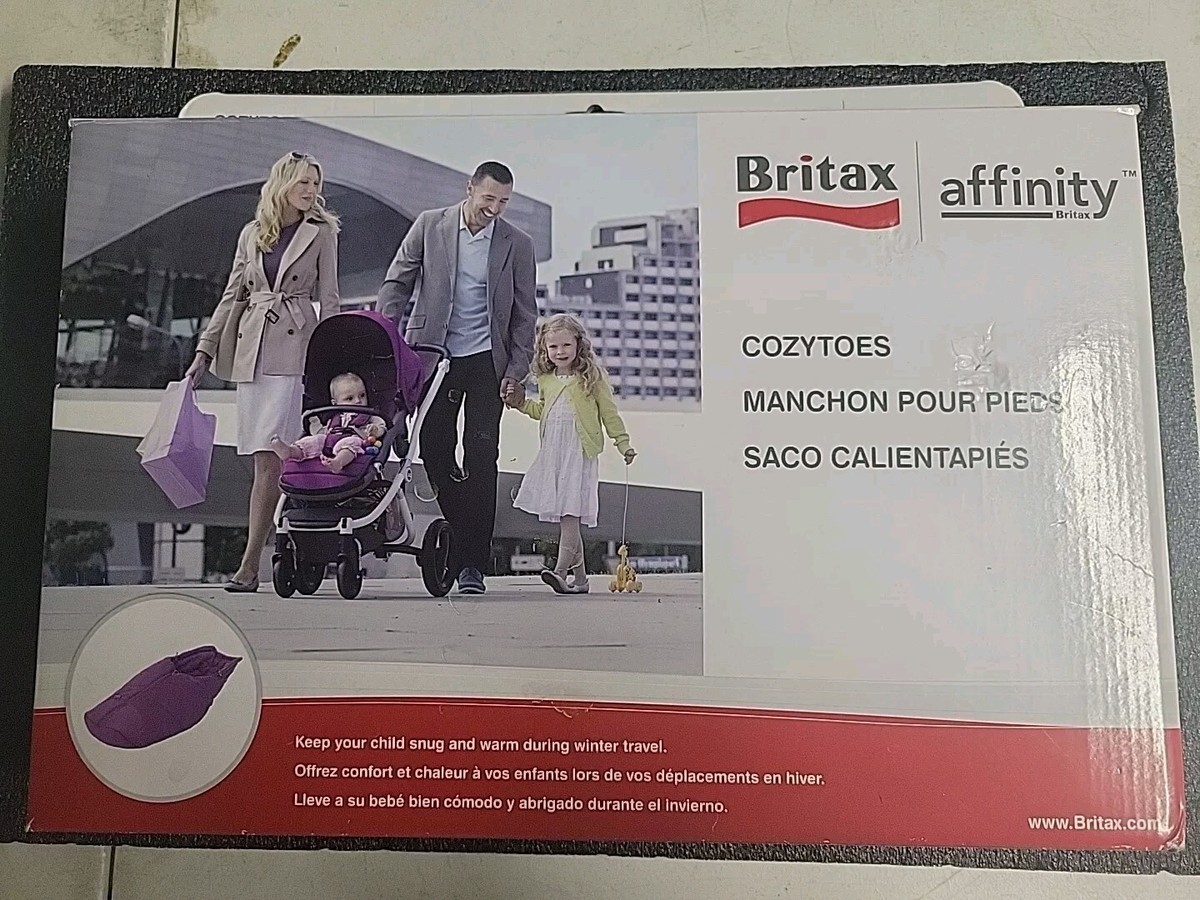 Britax
affinity™
Britax
COZYTOES
MANCHON POUR PIEDS
SACO CALIENTAPIÉS
Keep your child snug and warm during winter travel.
Offrez confort et chaleur à vos enfants lors de vos déplacements en hiver.
Lleve a su bebé bien cómodo y abrigado durante el invierno.
www.Britax.com